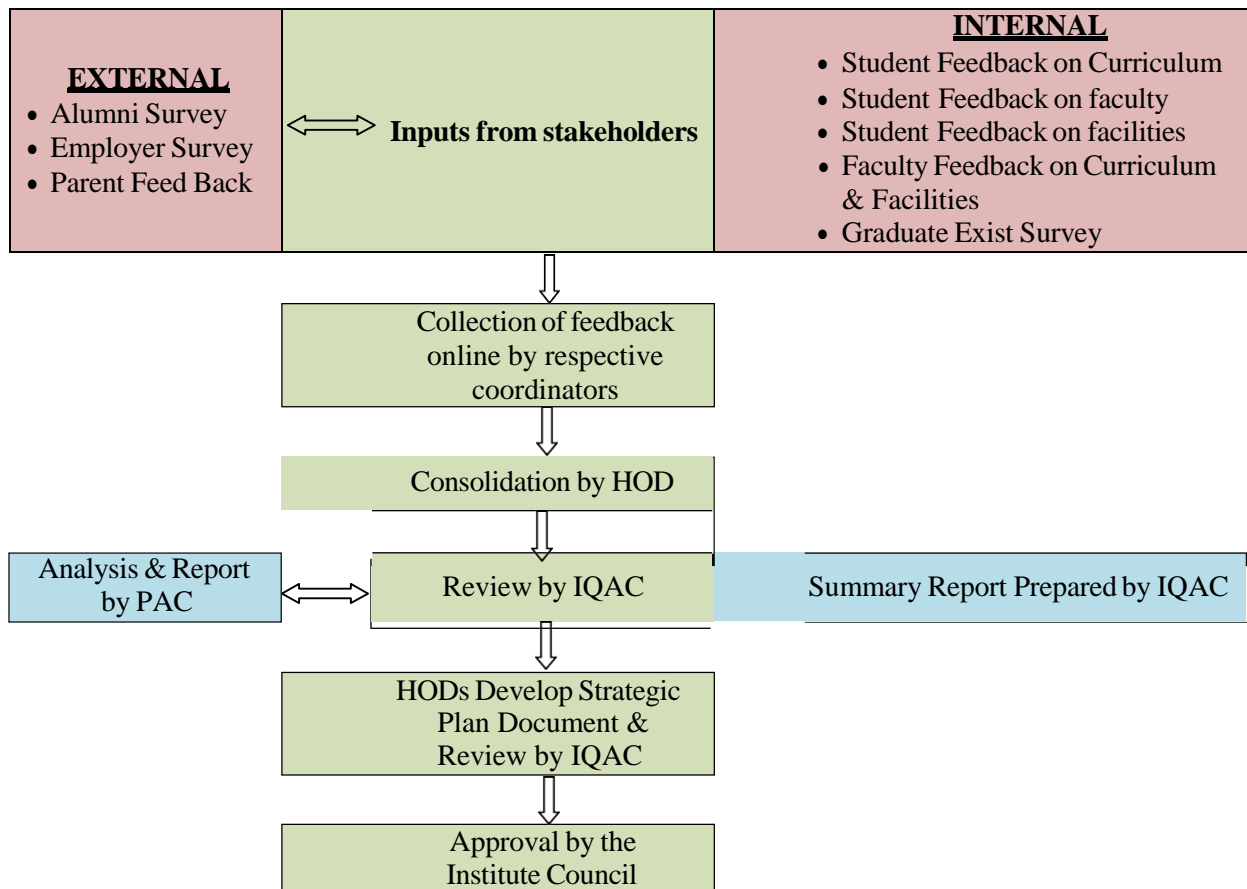 EXTERNAL
• Alumni Survey
• Employer Survey
• Parent Feed Back
Inputs from stakeholders
INTERNAL
• Student Feedback on Curriculum
• Student Feedback on faculty
• Student Feedback on facilities
• Faculty Feedback on Curriculum
& Facilities
• Graduate Exist Survey
Collection of feedback
online by respective
coordinators
Consolidation by HOD
Analysis & Report
by PAC
Review by IQAC
Summary Report Prepared by IQAC
HODs Develop Strategic
Plan Document &
Review by IQAC
Approval by the
Institute Council